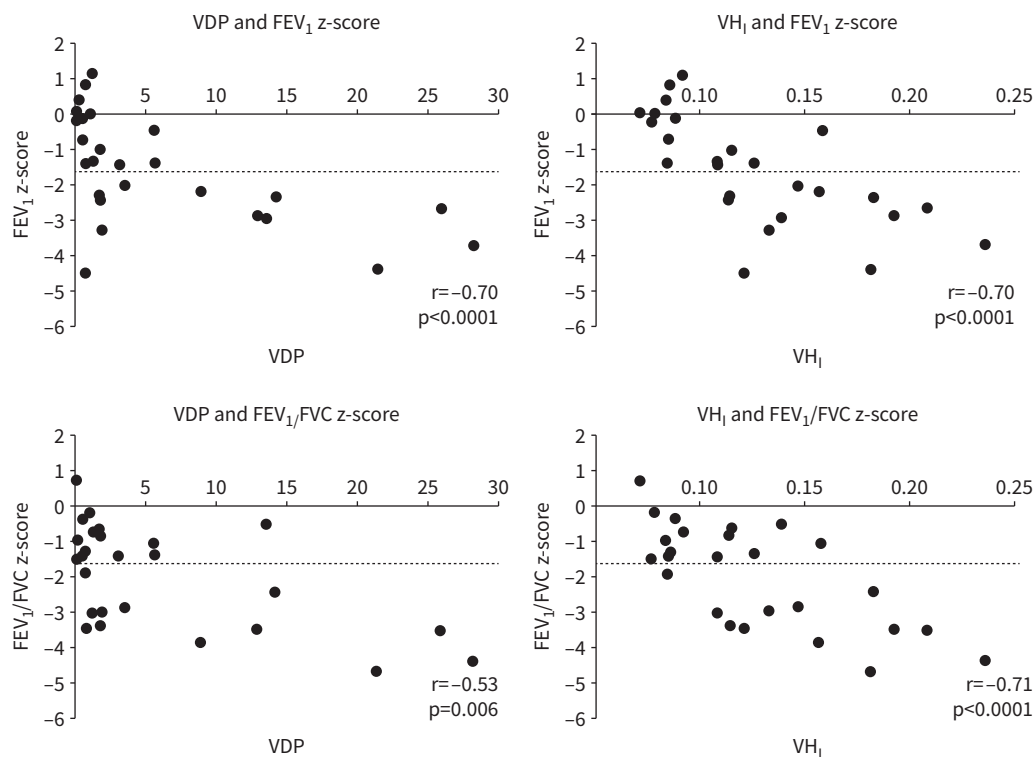 VDP and FEV₁ z-score
2
1
0
–1
–2
–3
–4
–5
–6
5 10 15 20 25 30
FEV₁ z-score
r=–0.70
p<0.0001
VDP
VH_I and FEV₁ z-score
2
1
0
–1
–2
–3
–4
–5
–6
0.10 0.15 0.20 0.25
FEV₁ z-score
r=–0.70
p<0.0001
VH_I
VDP and FEV₁/FVC z-score
2
1
0
–1
–2
–3
–4
–5
–6
5 10 15 20 25 30
FEV₁/FVC z-score
r=–0.53
p=0.006
VDP
VH_I and FEV₁/FVC z-score
2
1
0
–1
–2
–3
–4
–5
–6
0.10 0.15 0.20 0.25
FEV₁/FVC z-score
r=–0.71
p<0.0001
VH_I